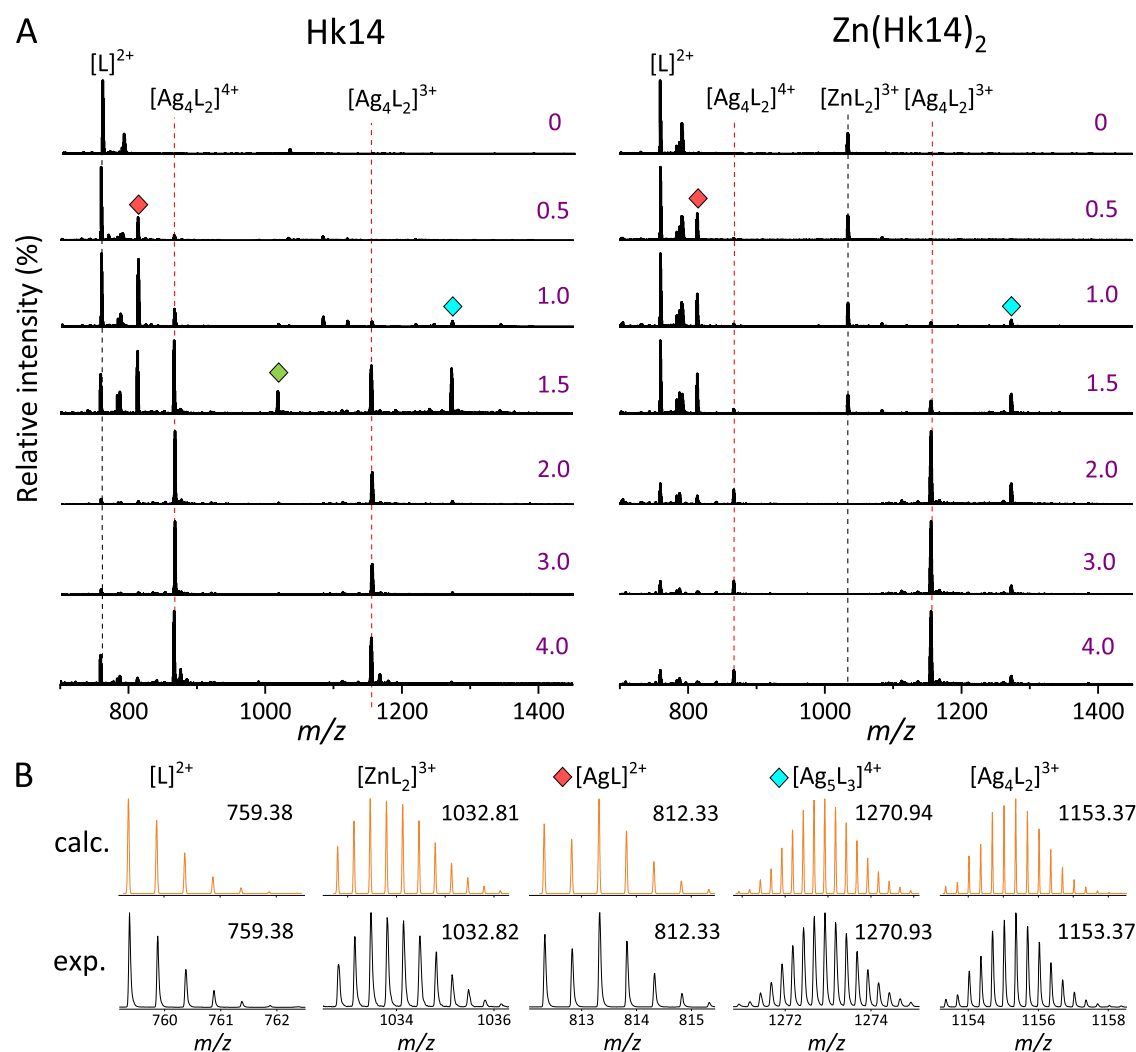 A
Hk14
Zn(Hk14)2
[L]2+
[Ag4L2]4+
[Ag4L2]3+
[L]2+
[Ag4L2]4+
[ZnL2]3+
[Ag4L2]3+
Relative intensity (%)
0
0.5
1.0
1.5
2.0
3.0
4.0
0
0.5
1.0
1.5
2.0
3.0
4.0
800 1000 1200 1400
m/z
800 1000 1200 1400
m/z
B
[L]2+
[ZnL2]3+
[AgL]2+
[Ag5L3]4+
[Ag4L2]3+
calc.
759.38
1032.81
812.33
1270.94
1153.37
exp.
759.38
1032.82
812.33
1270.93
1153.37
760 761 762
1034 1036
813 814 815
1272 1274
1154 1156 1158
m/z
m/z
m/z
m/z
m/z